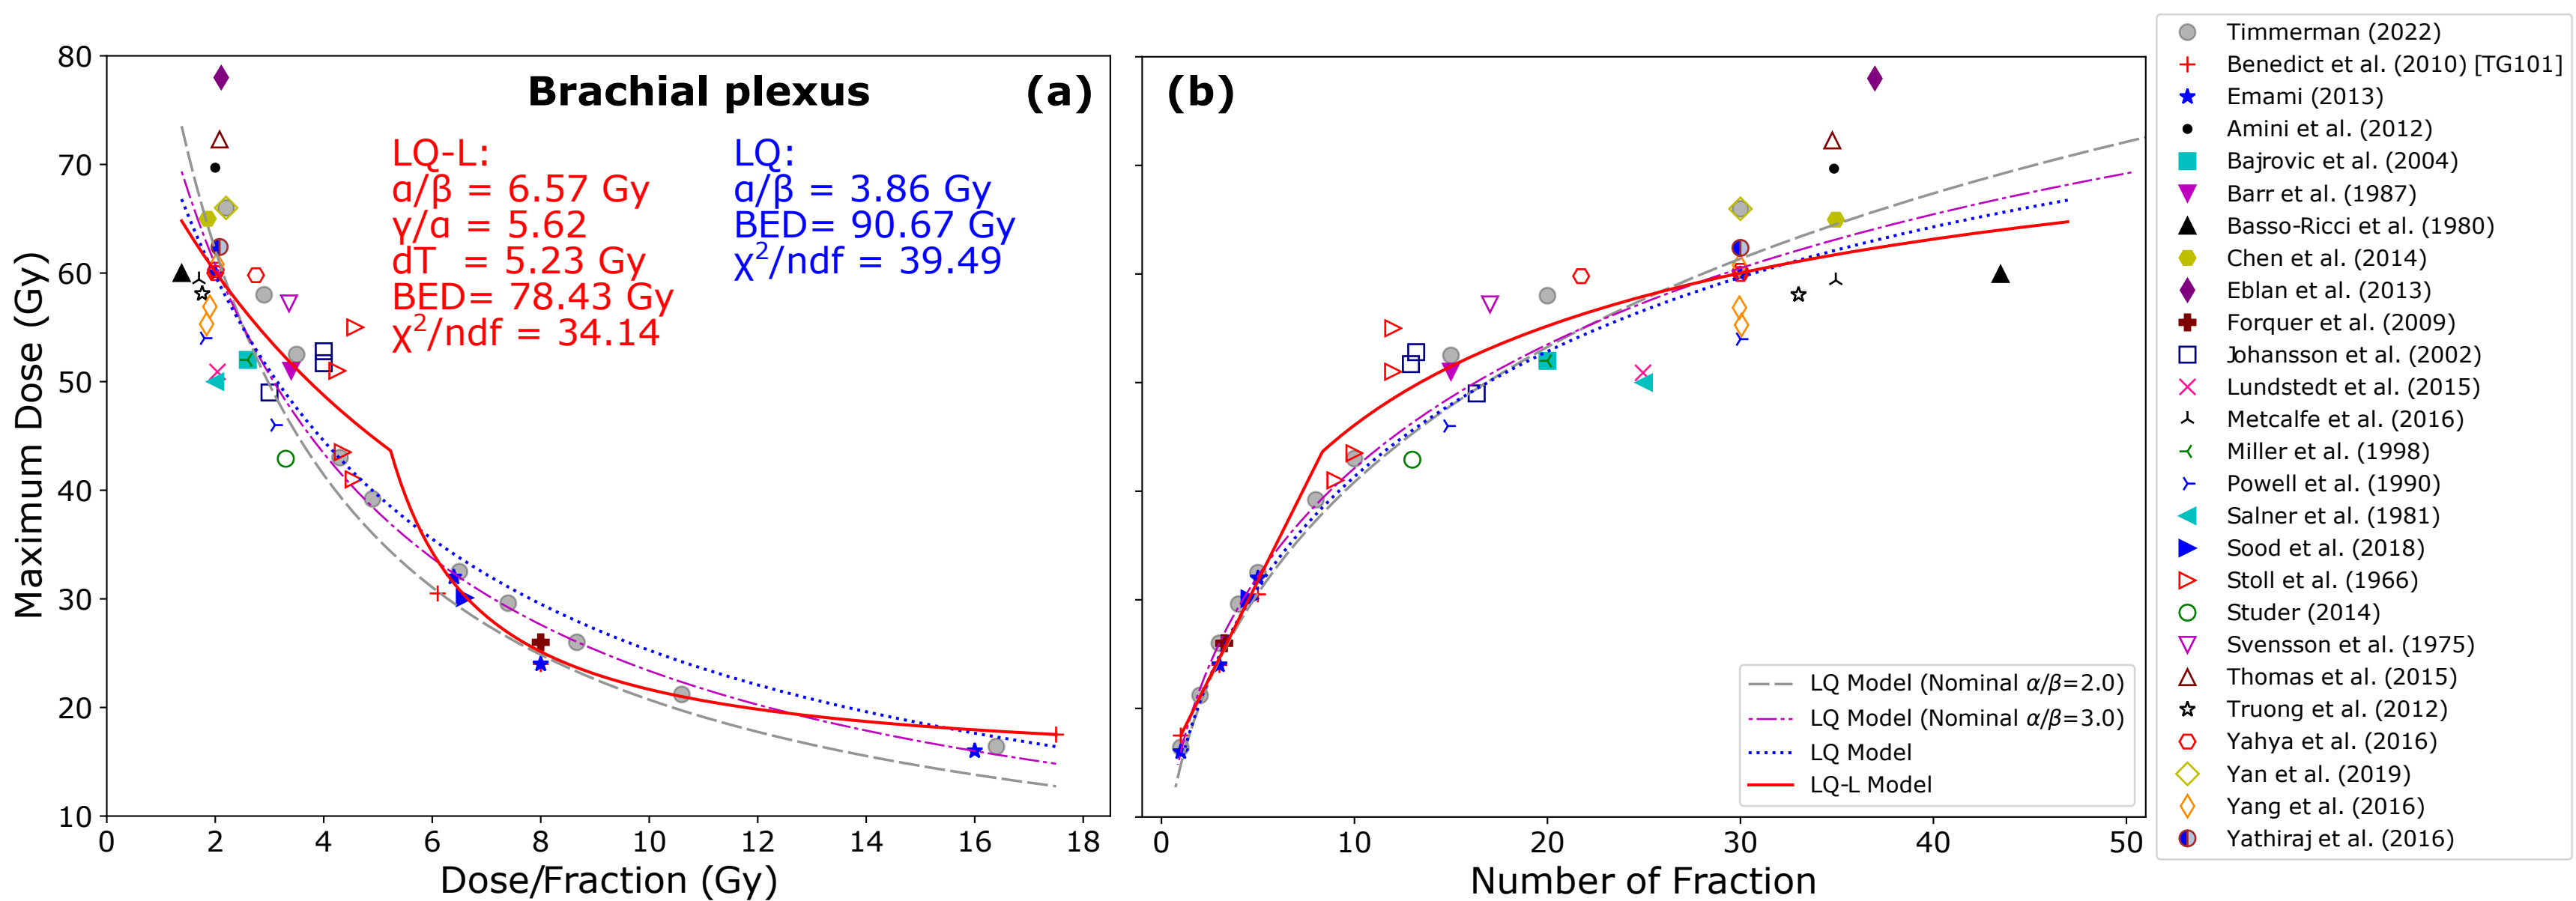 Brachial plexus
(a)
LQ-L:
α/β = 6.57 Gy
γ/α = 5.62
dT = 5.23 Gy
BED= 78.43 Gy
χ²/ndf = 34.14
LQ:
α/β = 3.86 Gy
BED= 90.67 Gy
χ²/ndf = 39.49
Maximum Dose (Gy)
80
70
60
50
40
30
20
10
0 2 4 6 8 10 12 14 16 18
Dose/Fraction (Gy)
(b)
LQ Model (Nominal α/β=2.0)
LQ Model (Nominal α/β=3.0)
LQ Model
LQ-L Model
0 10 20 30 40 50
Number of Fraction
Timmerman (2022)
Benedict et al. (2010) [TG101]
Emami (2013)
Amini et al. (2012)
Bajrovic et al. (2004)
Barr et al. (1987)
Basso-Ricci et al. (1980)
Chen et al. (2014)
Eblan et al. (2013)
Forquer et al. (2009)
Johansson et al. (2002)
Lundstedt et al. (2015)
Metcalfe et al. (2016)
Miller et al. (1998)
Powell et al. (1990)
Salner et al. (1981)
Sood et al. (2018)
Stoll et al. (1966)
Studer (2014)
Svensson et al. (1975)
Thomas et al. (2015)
Truong et al. (2012)
Yahya et al. (2016)
Yan et al. (2019)
Yang et al. (2016)
Yathiraj et al. (2016)